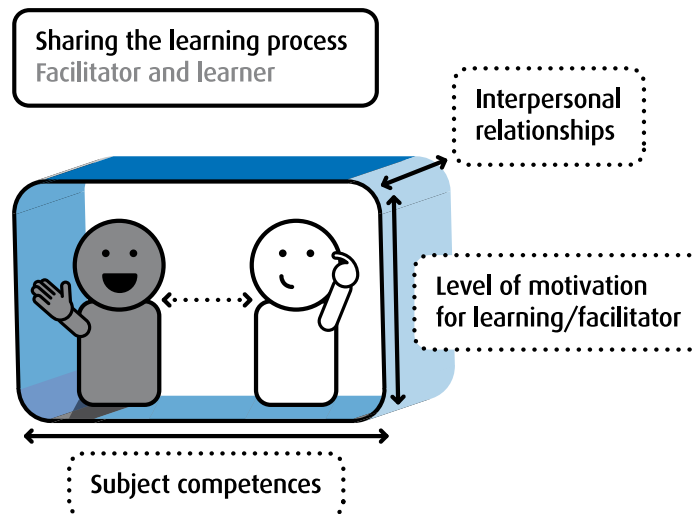 Sharing the learning process
Facilitator and learner
Interpersonal
relationships
Level of motivation
for learning/facilitator
Subject competences